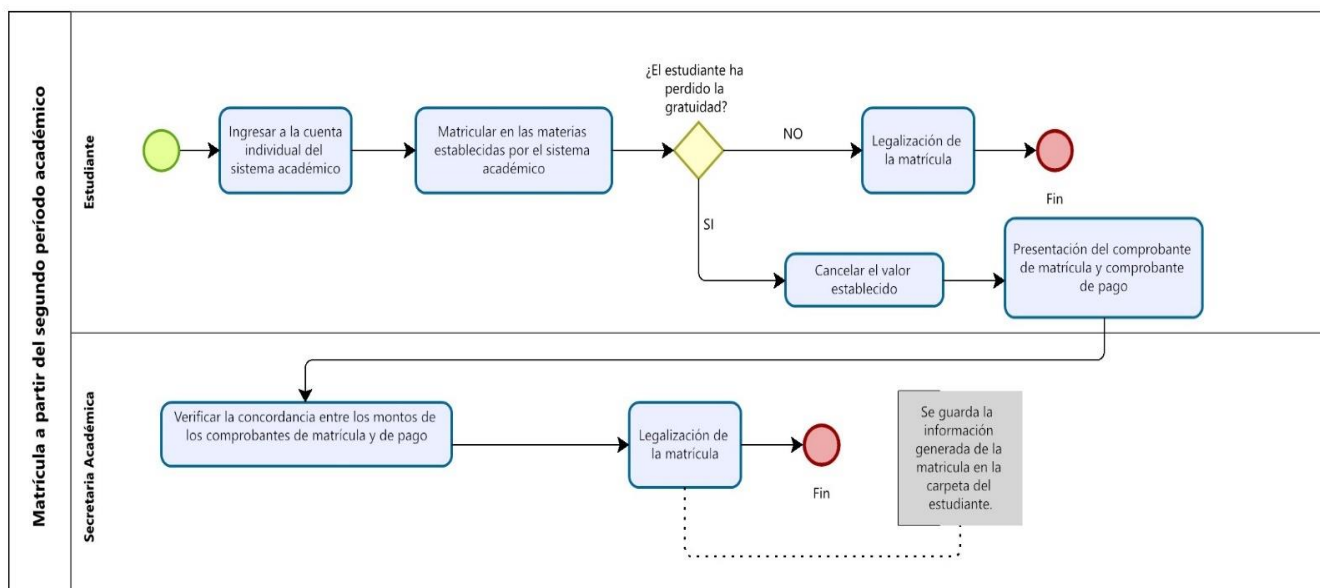 Matrícula a partir del segundo período académico
Estudiante
Ingresar a la cuenta
individual del
sistema académico
Matricular en las materias
establecidas por el sistema
académico
¿El estudiante ha
perdido la
gratuidad?
NO
Legalización de
la matrícula
Fin
SI
Cancelar el valor
establecido
Presentación del comprobante
de matrícula y comprobante
de pago
Secretaria Académica
Verificar la concordancia entre los montos de
los comprobantes de matrícula y de pago
Legalización de
la matrícula
Fin
Se guarda la
información
generada de la
matricula en la
carpeta del
estudiante.